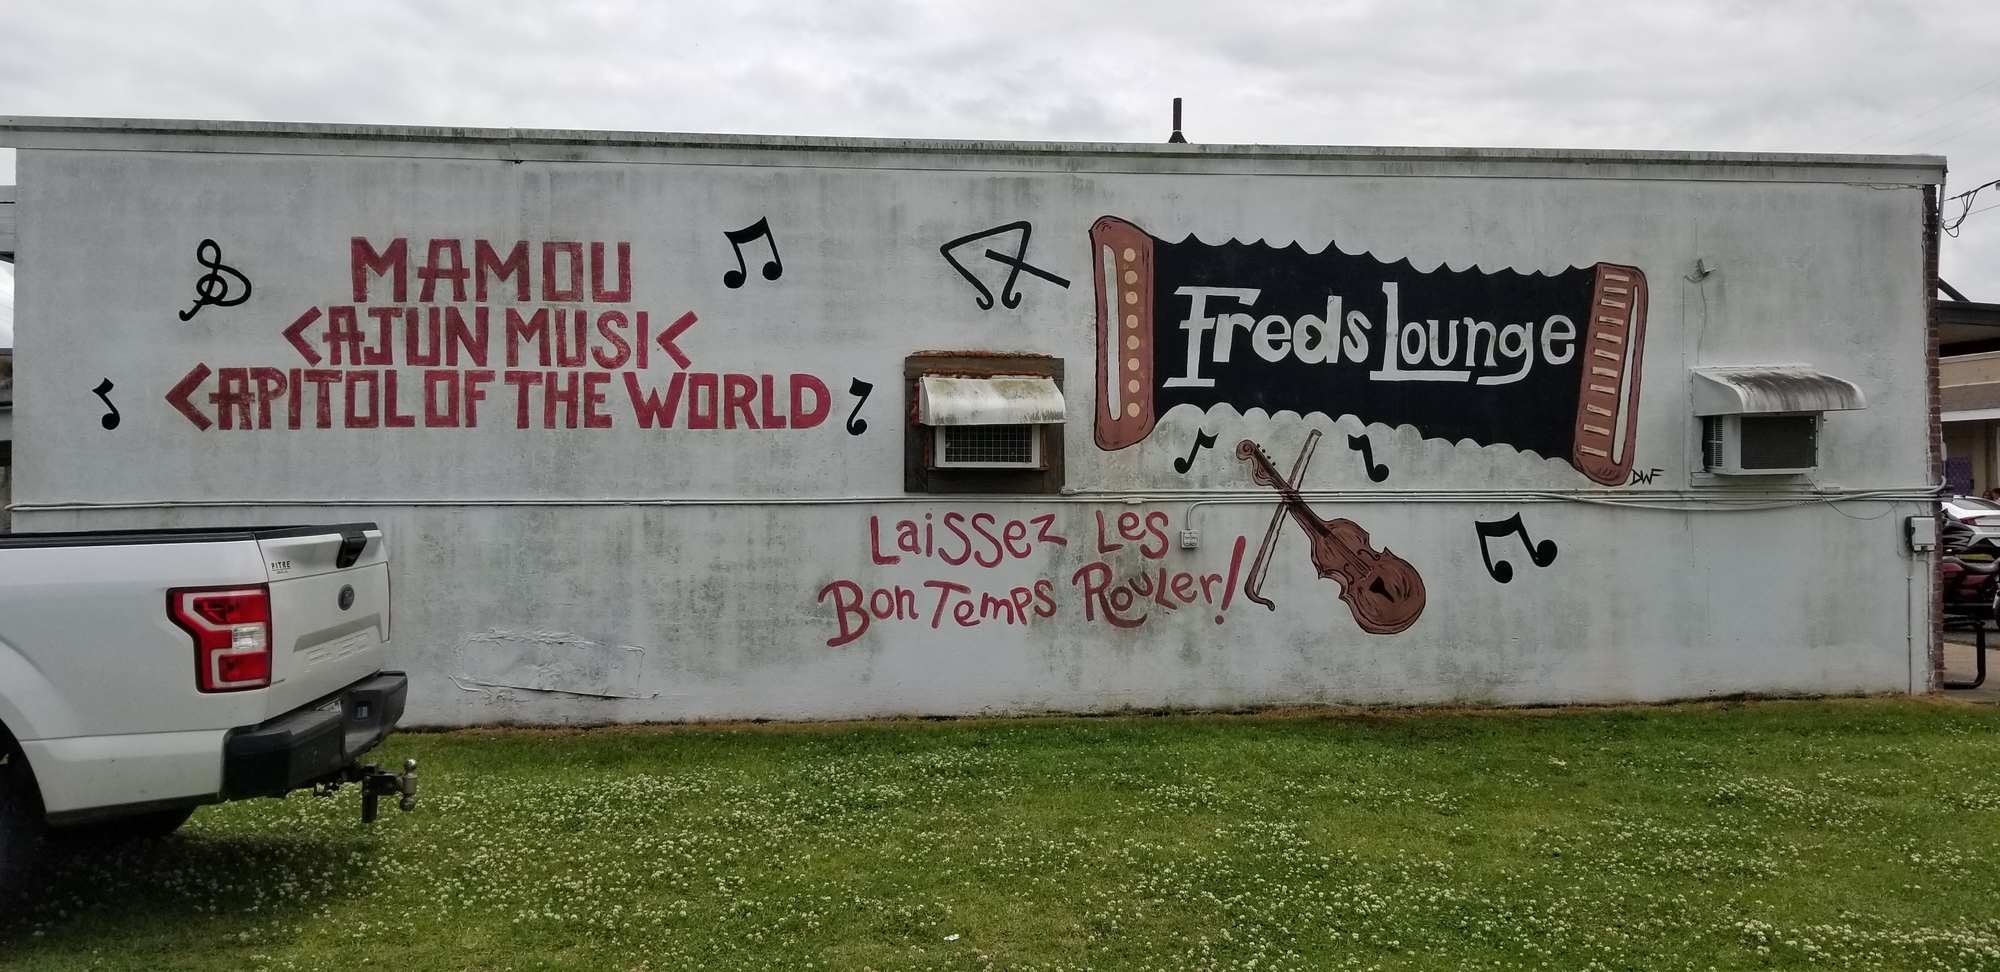 MAMOU
CAJUN MUSIC
CAPITOL OF THE WORLD
Freds Lounge
DWF
Laissez Les
Bon Temps Rouler!
PITRE